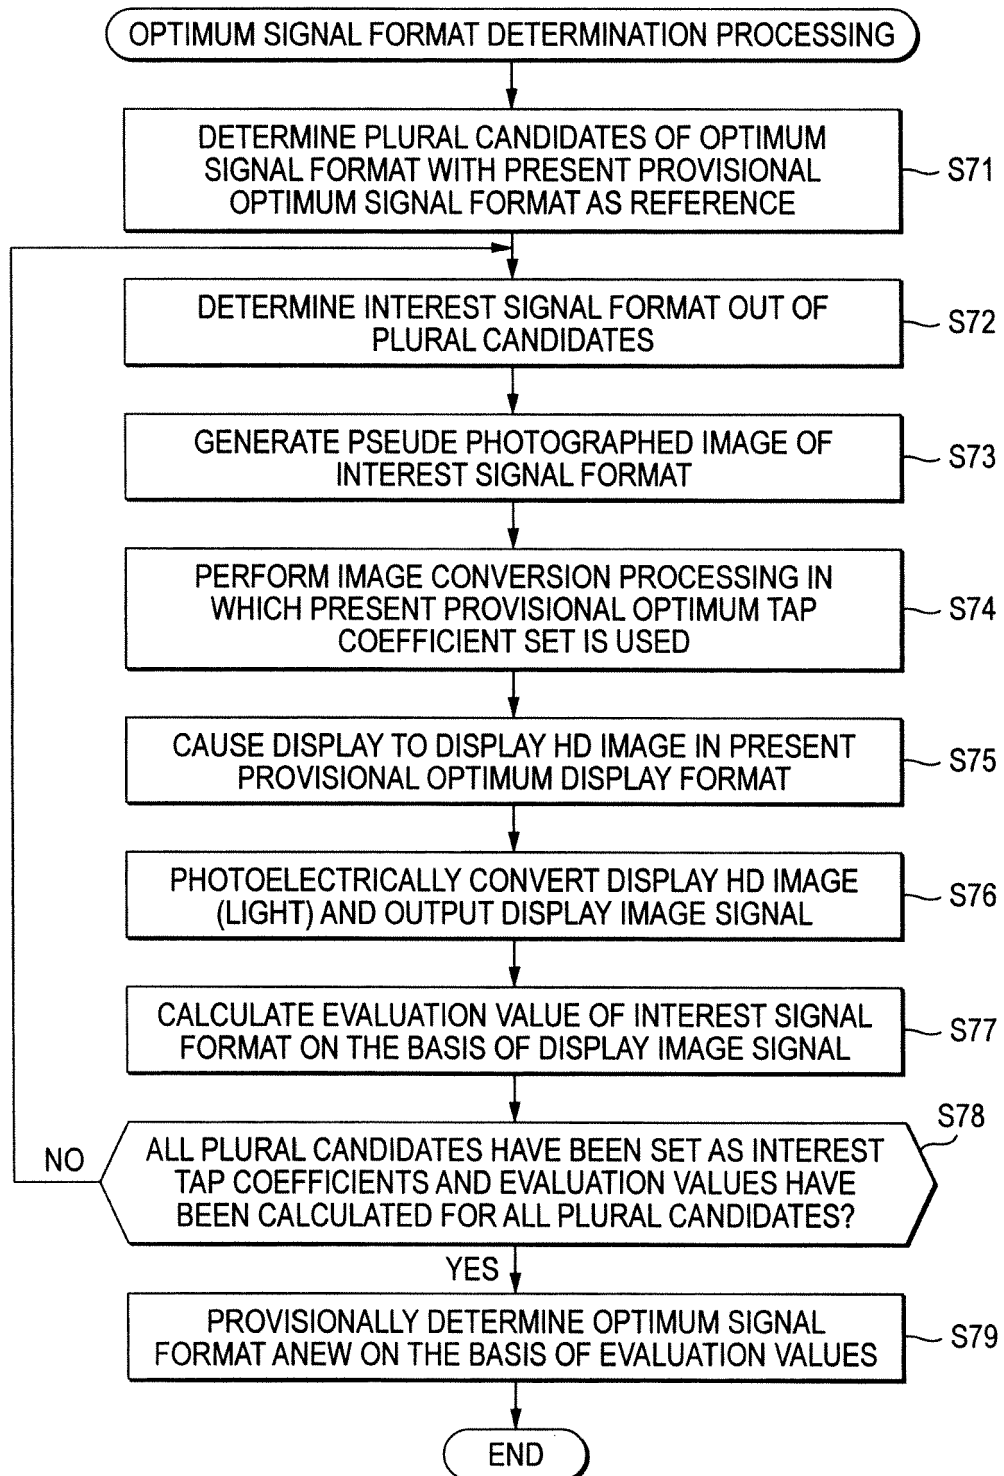 OPTIMUM SIGNAL FORMAT DETERMINATION PROCESSING
DETERMINE PLURAL CANDIDATES OF OPTIMUM
SIGNAL FORMAT WITH PRESENT PROVISIONAL
OPTIMUM SIGNAL FORMAT AS REFERENCE
S71
DETERMINE INTEREST SIGNAL FORMAT OUT OF
PLURAL CANDIDATES
S72
GENERATE PSEUDE PHOTOGRAPHED IMAGE OF
INTEREST SIGNAL FORMAT
S73
PERFORM IMAGE CONVERSION PROCESSING IN
WHICH PRESENT PROVISIONAL OPTIMUM TAP
COEFFICIENT SET IS USED
S74
CAUSE DISPLAY TO DISPLAY HD IMAGE IN PRESENT
PROVISIONAL OPTIMUM DISPLAY FORMAT
S75
PHOTOELECTRICALLY CONVERT DISPLAY HD IMAGE
(LIGHT) AND OUTPUT DISPLAY IMAGE SIGNAL
S76
CALCULATE EVALUATION VALUE OF INTEREST SIGNAL
FORMAT ON THE BASIS OF DISPLAY IMAGE SIGNAL
S77
S78
ALL PLURAL CANDIDATES HAVE BEEN SET AS INTEREST
TAP COEFFICIENTS AND EVALUATION VALUES HAVE
BEEN CALCULATED FOR ALL PLURAL CANDIDATES?
NO
YES
PROVISIONALLY DETERMINE OPTIMUM SIGNAL
FORMAT ANEW ON THE BASIS OF EVALUATION VALUES
S79
END